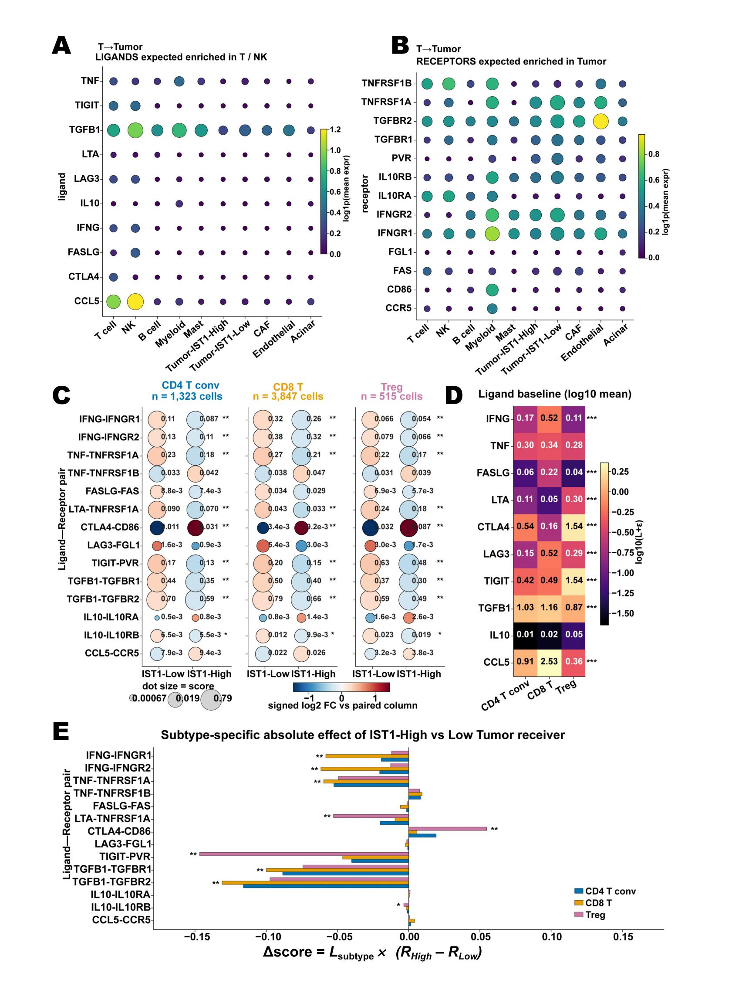 A
T→Tumor
LIGANDS expected enriched in T / NK
ligand
TNF
TIGIT
TGFB1
LTA
LAG3
IL10
IFNG
FASLG
CTLA4
CCL5
T cell
NK
B cell
Myeloid
Mast
Tumor-IST1-High
Tumor-IST1-Low
CAF
Endothelial
Acinar
1.2
1.0
0.8
0.6
0.4
0.2
0.0
log1p(mean expr)
B
T→Tumor
RECEPTORS expected enriched in Tumor
receptor
TNFRSF1B
TNFRSF1A
TGFBR2
TGFBR1
PVR
IL10RB
IL10RA
IFNGR2
IFNGR1
FGL1
FAS
CD86
CCR5
T cell
NK
B cell
Myeloid
Mast
Tumor-IST1-High
Tumor-IST1-Low
CAF
Endothelial
Acinar
0.8
0.6
0.4
0.2
0.0
log1p(mean expr)
C
CD4 T conv
n = 1,323 cells
CD8 T
n = 3,847 cells
Treg
n = 515 cells
Ligand—Receptor pair
IFNG-IFNGR1 0.11 0.087 ** 0.32 0.26 ** 0.066 0.054 **
IFNG-IFNGR2 0.13 0.11 ** 0.38 0.32 ** 0.079 0.066 **
TNF-TNFRSF1A 0.23 0.18 ** 0.27 0.21 ** 0.22 0.17 **
TNF-TNFRSF1B 0.033 0.042 0.038 0.047 0.031 0.039
FASLG-FAS 8.8e-3 7.4e-3 0.034 0.029 6.9e-3 5.7e-3
LTA-TNFRSF1A 0.090 0.070 ** 0.043 0.033 ** 0.24 0.18 **
CTLA4-CD86 0.011 0.031 ** 3.4e-3 9.2e-3 ** 0.032 0.087 **
LAG3-FGL1 1.6e-3 0.9e-3 5.4e-3 3.0e-3 3.0e-3 1.7e-3
TIGIT-PVR 0.17 0.13 ** 0.20 0.15 ** 0.63 0.48 **
TGFB1-TGFBR1 0.44 0.35 ** 0.50 0.40 ** 0.37 0.30 **
TGFB1-TGFBR2 0.70 0.59 ** 0.79 0.66 ** 0.59 0.49 **
IL10-IL10RA 0.5e-3 0.8e-3 0.8e-3 1.4e-3 1.6e-3 2.6e-3
IL10-IL10RB 6.5e-3 5.5e-3 * 0.012 9.9e-3 * 0.023 0.019 *
CCL5-CCR5 7.9e-3 9.4e-3 0.022 0.026 3.2e-3 3.8e-3
IST1-Low IST1-High IST1-Low IST1-High IST1-Low IST1-High
dot size = score
0.00067 0.019 0.79
−1 0 1
signed log2 FC vs paired column
D
Ligand baseline (log10 mean)
IFNG 0.17 0.52 0.11 ***
TNF 0.30 0.34 0.28
FASLG 0.06 0.22 0.04 ***
LTA 0.11 0.05 0.30 ***
CTLA4 0.54 0.16 1.54 ***
LAG3 0.15 0.52 0.29 ***
TIGIT 0.42 0.49 1.54 ***
TGFB1 1.03 1.16 0.87 ***
IL10 0.01 0.02 0.05
CCL5 0.91 2.53 0.36 ***
CD4 T conv
CD8 T
Treg
0.25
0.00
−0.25
−0.50
−0.75
−1.00
−1.25
−1.50
log10(L+ε)
E
Subtype-specific absolute effect of IST1-High vs Low Tumor receiver
Ligand—Receptor pair
IFNG-IFNGR1 **
IFNG-IFNGR2 **
TNF-TNFRSF1A **
TNF-TNFRSF1B
FASLG-FAS
LTA-TNFRSF1A **
CTLA4-CD86 **
LAG3-FGL1
TIGIT-PVR **
TGFB1-TGFBR1 **
TGFB1-TGFBR2 **
IL10-IL10RA
IL10-IL10RB *
CCL5-CCR5
CD4 T conv
CD8 T
Treg
−0.15 −0.10 −0.05 0.00 0.05 0.10 0.15
Δscore = Lsubtype × (RHigh – RLow)